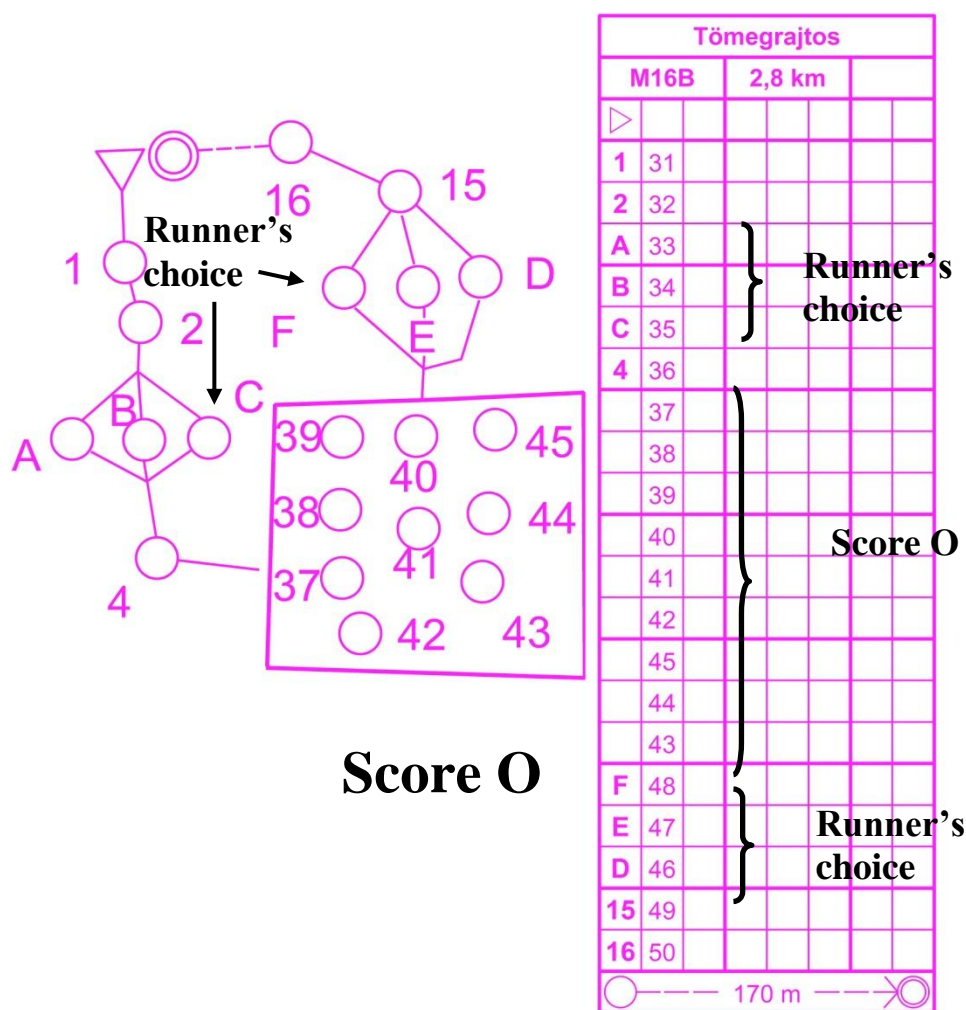 16
15
Runner's
choice
1
2
F
E
D
C
B
A
4
39
40
45
38
41
44
37
42
43
Score O
Tömegrajtos
M16B 2,8 km
1 31
2 32
A 33
B 34
C 35
4 36
37
38
39
40
41
42
45
44
43
F 48
E 47
D 46
15 49
16 50
170 m
Runner's
choice
Score O
Runner's
choice